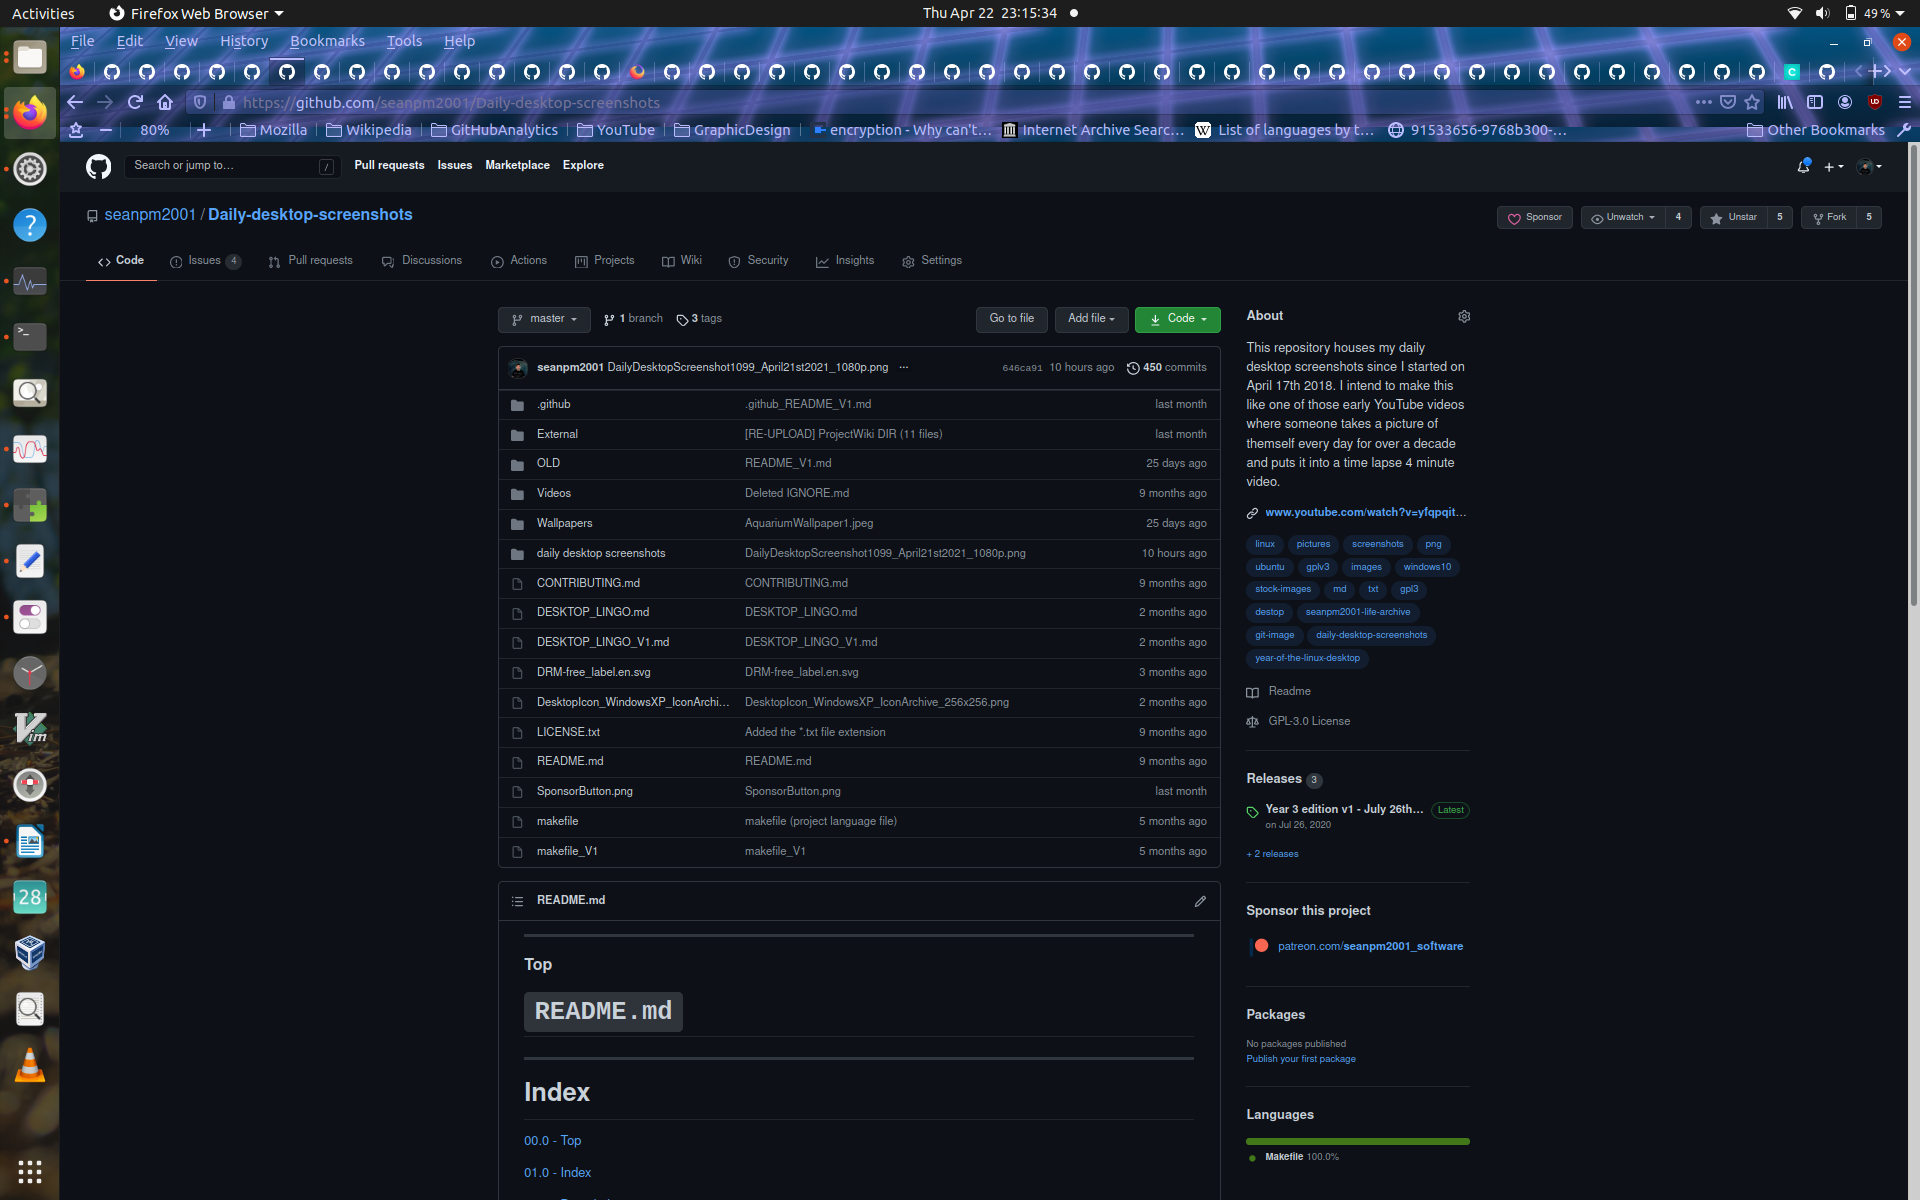 Activities Firefox Web Browser Thu Apr 22 23:15:34 49 %
File Edit View History Bookmarks Tools Help
https://github.com/seanpm2001/Daily-desktop-screenshots
80% Mozilla Wikipedia GitHubAnalytics YouTube GraphicDesign encryption - Why can't… Internet Archive Searc… List of languages by t… 91533656-9768b300-… Other Bookmarks
Search or jump to… / Pull requests Issues Marketplace Explore
seanpm2001 / Daily-desktop-screenshots
Sponsor Unwatch 4 Unstar 5 Fork 5
Code Issues 4 Pull requests Discussions Actions Projects Wiki Security Insights Settings
master 1 branch 3 tags Go to file Add file Code
seanpm2001 DailyDesktopScreenshot1099_April21st2021_1080p.png ... 646ca91 10 hours ago 450 commits
.github .github_README_V1.md last month
External [RE-UPLOAD] ProjectWiki DIR (11 files) last month
OLD README_V1.md 25 days ago
Videos Deleted IGNORE.md 9 months ago
Wallpapers AquariumWallpaper1.jpeg 25 days ago
daily desktop screenshots DailyDesktopScreenshot1099_April21st2021_1080p.png 10 hours ago
CONTRIBUTING.md CONTRIBUTING.md 9 months ago
DESKTOP_LINGO.md DESKTOP_LINGO.md 2 months ago
DESKTOP_LINGO_V1.md DESKTOP_LINGO_V1.md 2 months ago
DRM-free_label.en.svg DRM-free_label.en.svg 3 months ago
DesktopIcon_WindowsXP_IconArchi… DesktopIcon_WindowsXP_IconArchive_256x256.png 2 months ago
LICENSE.txt Added the *.txt file extension 9 months ago
README.md README.md 9 months ago
SponsorButton.png SponsorButton.png last month
makefile makefile (project language file) 5 months ago
makefile_V1 makefile_V1 5 months ago
README.md
Top
README.md
Index
00.0 - Top
01.0 - Index
About
This repository houses my daily
desktop screenshots since I started on
April 17th 2018. I intend to make this
like one of those early YouTube videos
where someone takes a picture of
themself every day for over a decade
and puts it into a time lapse 4 minute
video.
www.youtube.com/watch?v=yfqpqit…
linux pictures screenshots png
ubuntu gplv3 images windows10
stock-images md txt gpl3
destop seanpm2001-life-archive
git-image daily-desktop-screenshots
year-of-the-linux-desktop
Readme
GPL-3.0 License
Releases 3
Year 3 edition v1 - July 26th… Latest
on Jul 26, 2020
+ 2 releases
Sponsor this project
patreon.com/seanpm2001_software
Packages
No packages published
Publish your first package
Languages
Makefile 100.0%
28